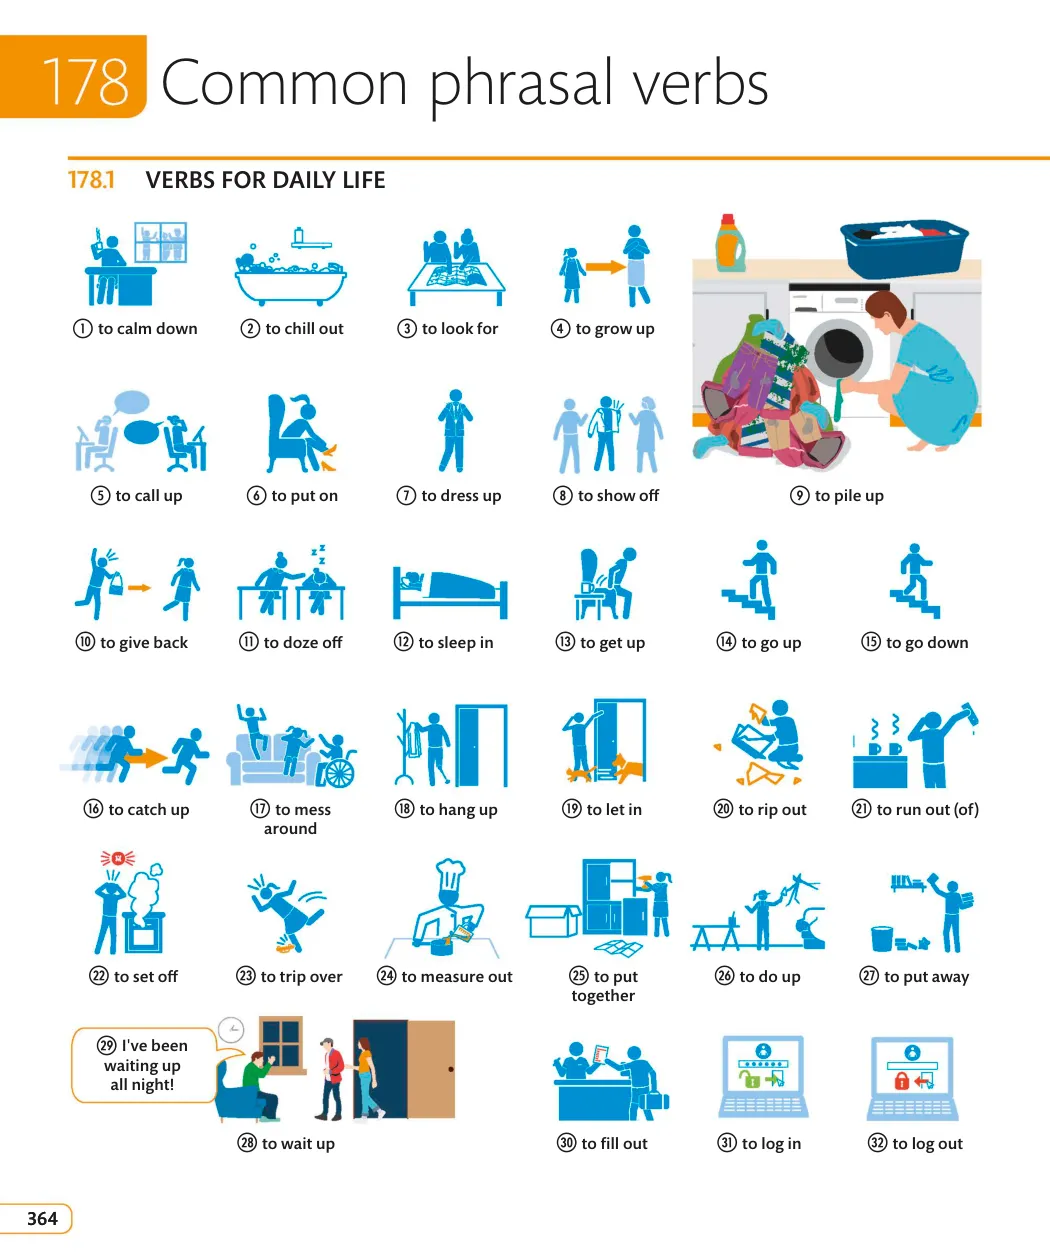 178 Common phrasal verbs
178.1 VERBS FOR DAILY LIFE
1 to calm down
2 to chill out
3 to look for
4 to grow up
5 to call up
6 to put on
7 to dress up
8 to show off
9 to pile up
10 to give back
11 to doze off
z z
z
12 to sleep in
13 to get up
14 to go up
15 to go down
16 to catch up
17 to mess
around
18 to hang up
19 to let in
20 to rip out
21 to run out (of)
22 to set off
23 to trip over
24 to measure out
25 to put
together
26 to do up
27 to put away
29 I've been
waiting up
all night!
28 to wait up
30 to fill out
31 to log in
32 to log out
364